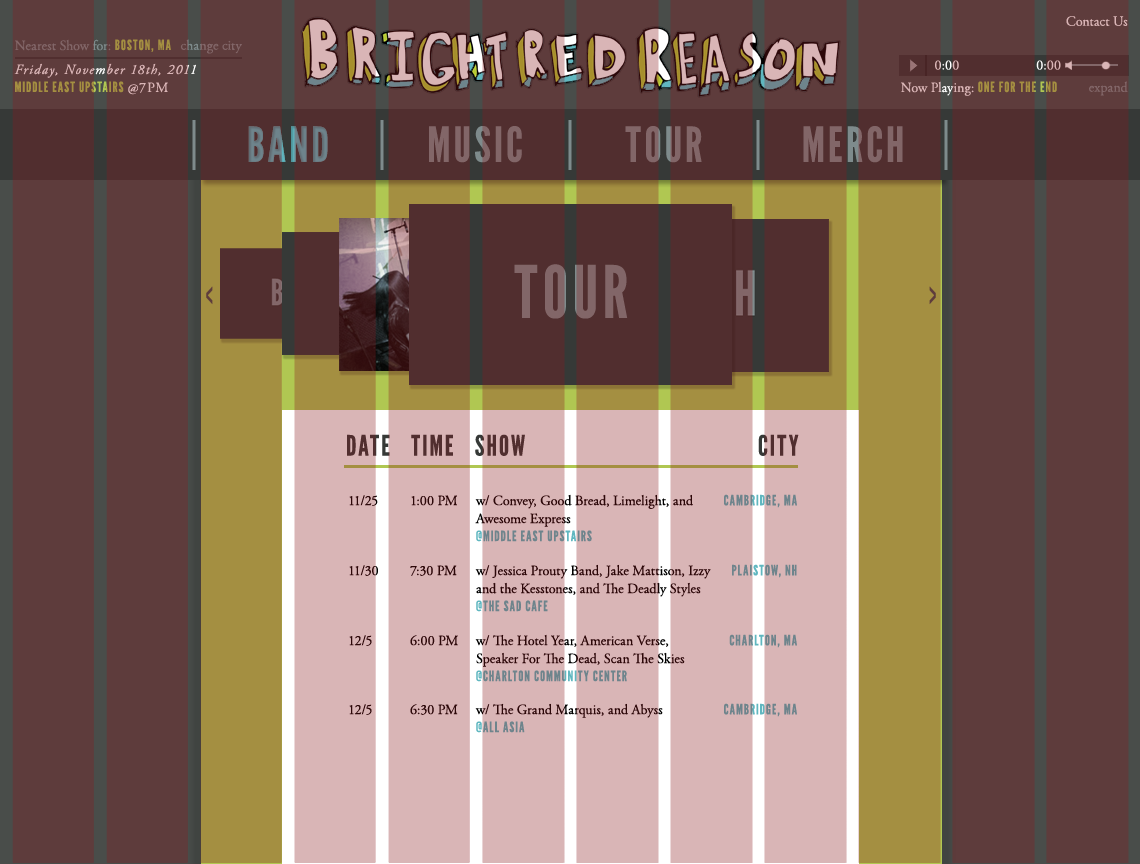 Contact Us
Nearest Show for: BOSTON, MA change city
Friday, November 18th, 2011
MIDDLE EAST UPSTAIRS @7PM
BRIGHT RED REASON
0:00 0:00
Now Playing: ONE FOR THE END expand
BAND MUSIC TOUR MERCH
‹ B TOUR H ›
DATE TIME SHOW CITY
11/25 1:00 PM w/ Convey, Good Bread, Limelight, and CAMBRIDGE, MA
Awesome Express
@MIDDLE EAST UPSTAIRS
11/30 7:30 PM w/ Jessica Prouty Band, Jake Mattison, Izzy PLAISTOW, NH
and the Kesstones, and The Deadly Styles
@THE SAD CAFE
12/5 6:00 PM w/ The Hotel Year, American Verse, CHARLTON, MA
Speaker For The Dead, Scan The Skies
@CHARLTON COMMUNITY CENTER
12/5 6:30 PM w/ The Grand Marquis, and Abyss CAMBRIDGE, MA
@ALL ASIA